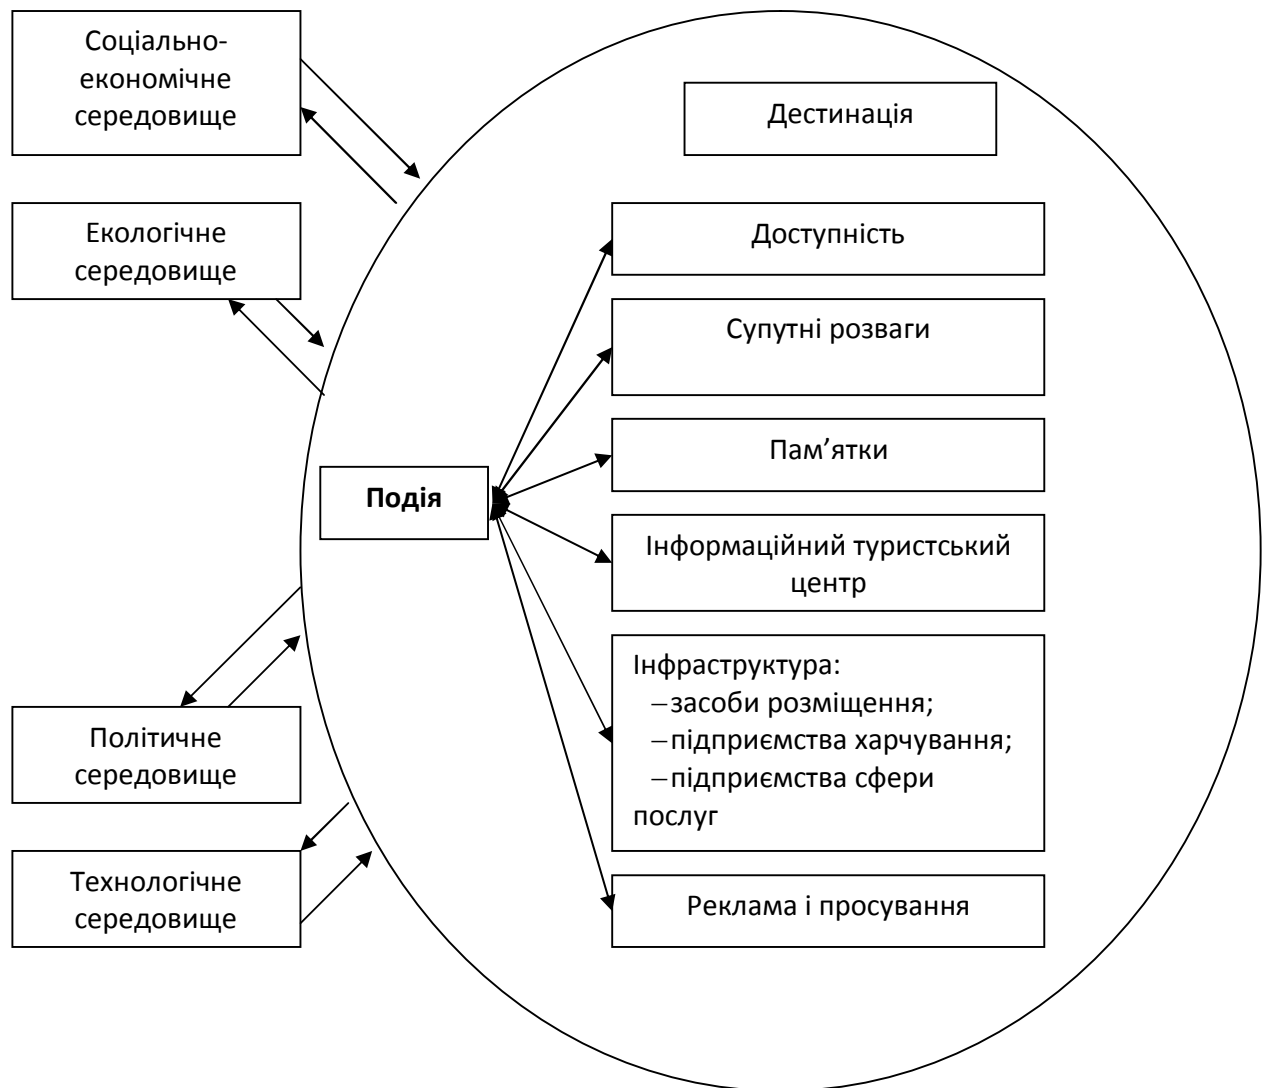 Соціально-
економічне
середовище
Дестинація
Екологічне
середовище
Доступність
Супутні розваги
Пам’ятки
Подія
Інформаційний туристський
центр
Інфраструктура:
–засоби розміщення;
–підприємства харчування;
–підприємства сфери
послуг
Політичне
середовище
Технологічне
середовище
Реклама і просування